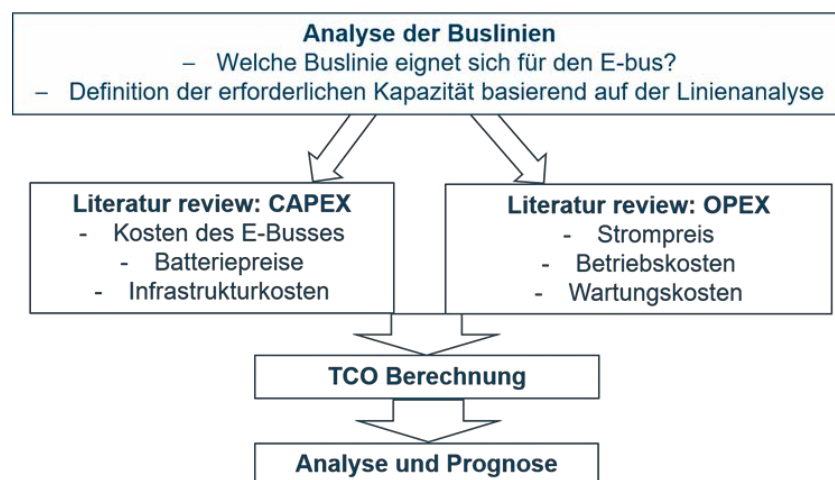 Analyse der Buslinien
– Welche Buslinie eignet sich für den E-bus?
– Definition der erforderlichen Kapazität basierend auf der Linienanalyse
Literatur review: CAPEX
- Kosten des E-Busses
- Batteriepreise
- Infrastrukturkosten
Literatur review: OPEX
- Strompreis
- Betriebskosten
- Wartungskosten
TCO Berechnung
Analyse und Prognose